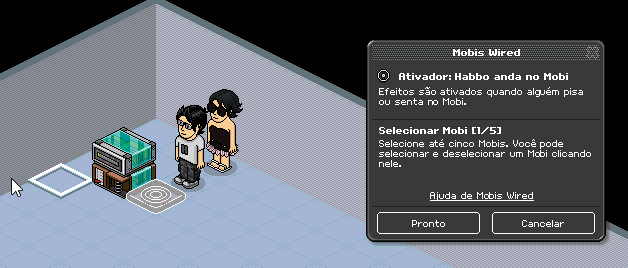 Mobis Wired
Ativador: Habbo anda no Mobi
Efeitos são ativados quando alguém pisa
ou senta no Mobi.
Selecionar Mobi [1/5]
Selecione até cinco Mobis. Você pode
selecionar e deselecionar um Mobi clicando
nele.
Ajuda de Mobis Wired
Pronto
Cancelar